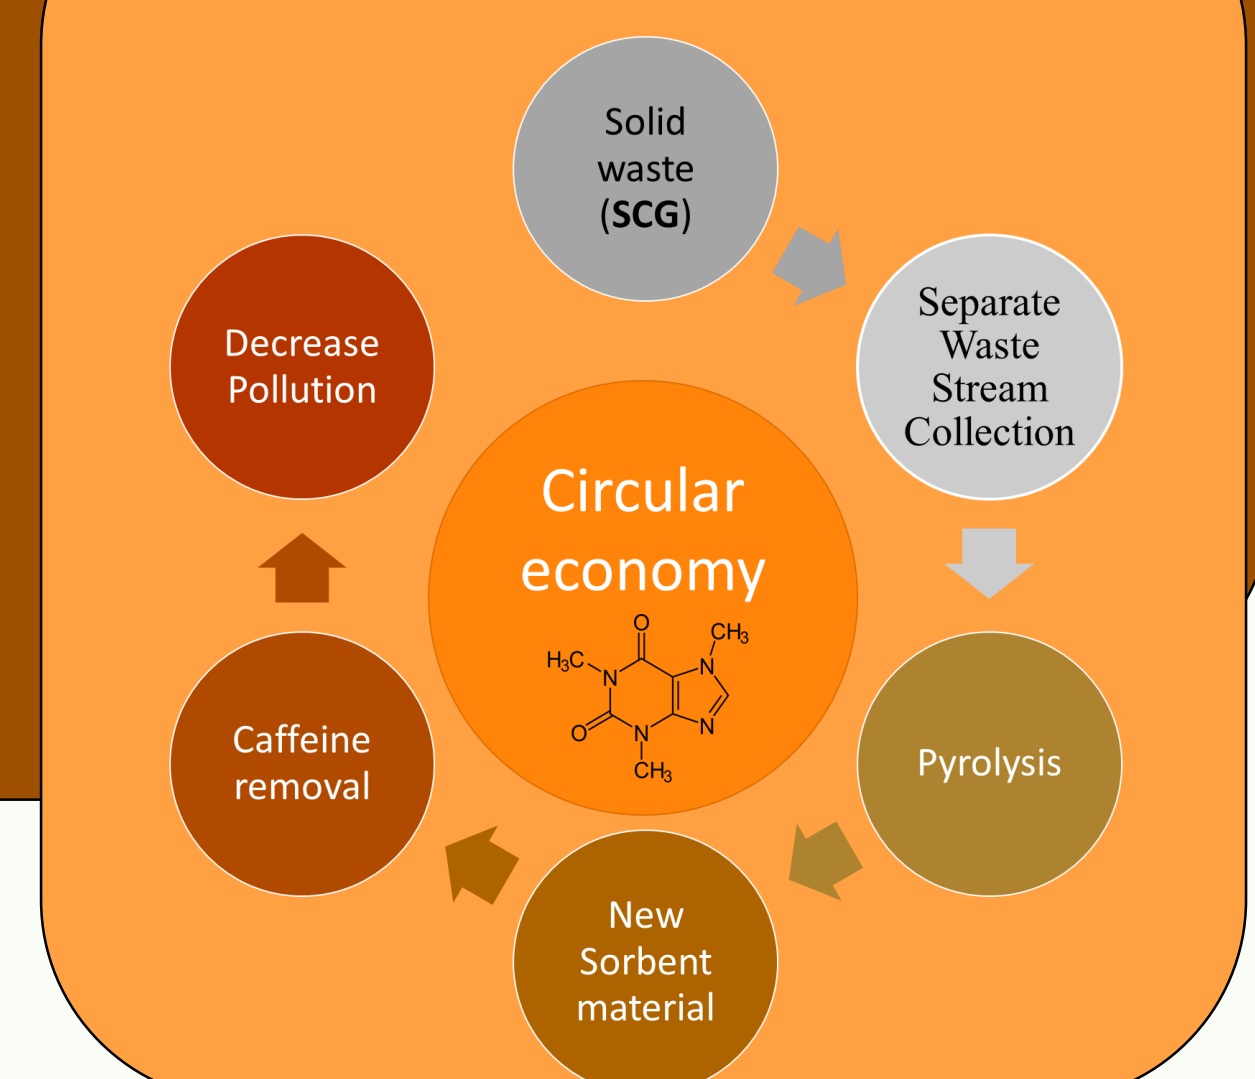 Solid
waste
(SCG)
Separate
Waste
Stream
Collection
Pyrolysis
New
Sorbent
material
Caffeine
removal
Decrease
Pollution
Circular
economy
O
CH₃
H₃C
N
N
O
N
N
CH₃